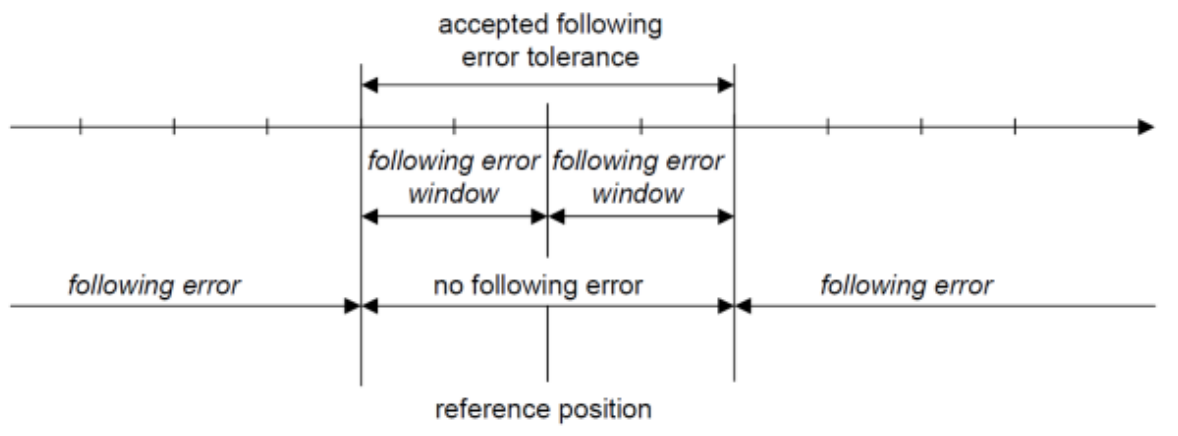 accepted following
error tolerance
following error
window
following error
window
following error
no following error
following error
reference position